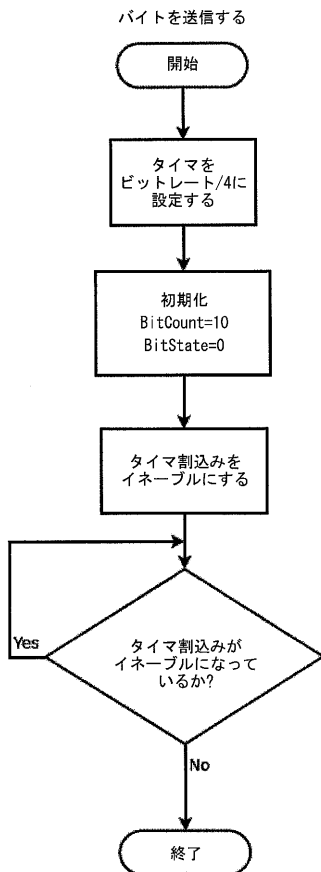 バイトを送信する
開始
タイマを
ビットレート/4に
設定する
初期化
BitCount=10
BitState=0
タイマ割込みを
イネーブルにする
Yes
タイマ割込みが
イネーブルになって
いるか?
No
終了